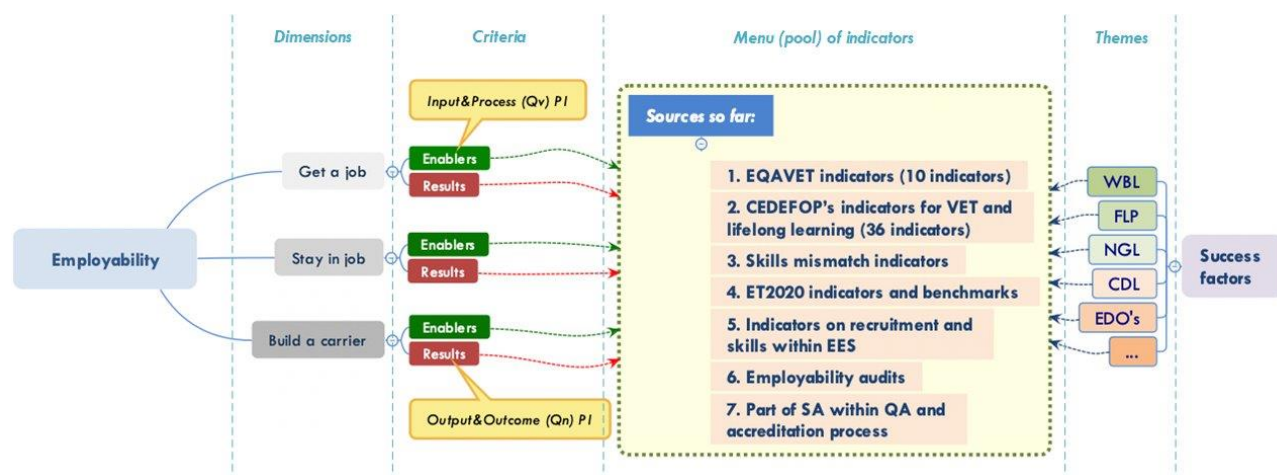 Dimensions
Criteria
Menu (pool) of indicators
Themes
Input&Process (Qv) PI
Sources so far:
Employability
Get a job
Enablers
Results
Stay in job
Enablers
Results
Build a carrier
Enablers
Results
Output&Outcome (Qn) PI
1. EQAVET indicators (10 indicators)
2. CEDEFOP's indicators for VET and
lifelong learning (36 indicators)
3. Skills mismatch indicators
4. ET2020 indicators and benchmarks
5. Indicators on recruitment and
skills within EES
6. Employability audits
7. Part of SA within QA and
accreditation process
WBL
FLP
NGL
CDL
EDO's
...
Success
factors